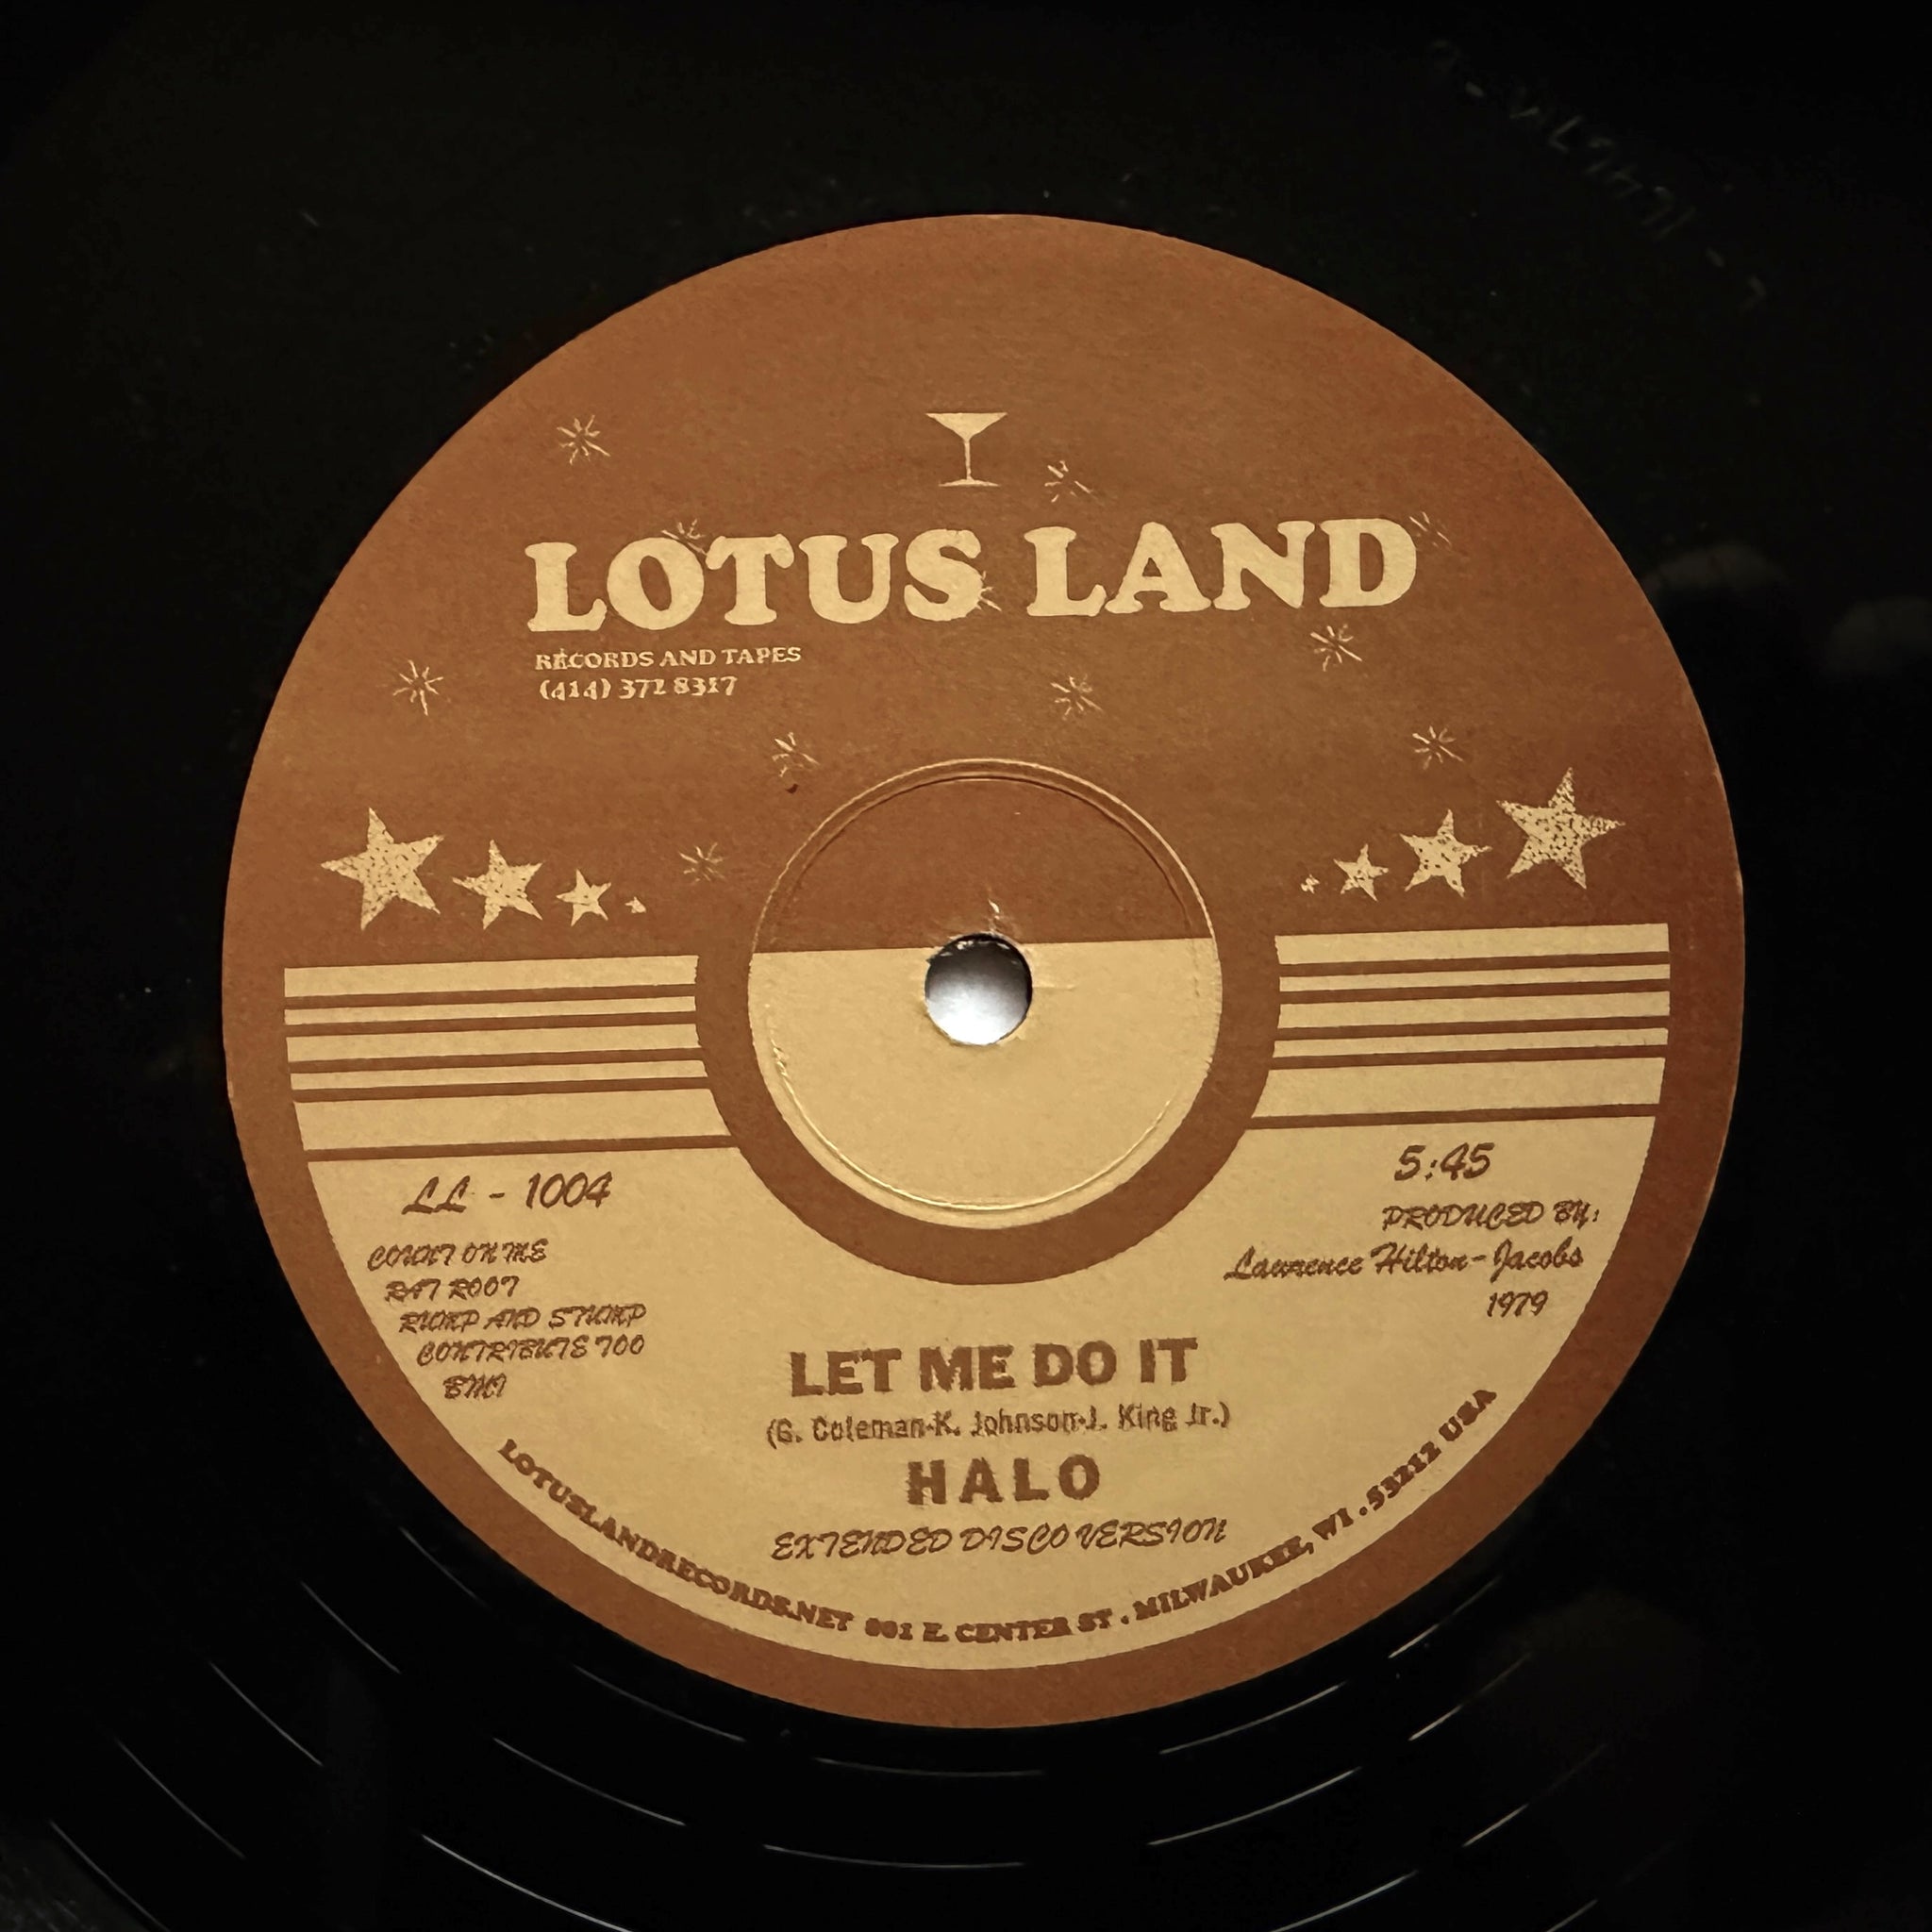 LOTUS LAND
RECORDS AND TAPES
(414) 372 8317
LL - 1004
COUNT ON ME
RAT ROOT
RUMP AND STUMP
CONTRIBUTE TOO
BMI
5:45
PRODUCED BY:
Lawrence Hilton-Jacobs
1979
LET ME DO IT
(G. Coleman-K. Johnson-J. King Jr.)
HALO
EXTENDED DISCO VERSION
LOTUSLANDRECORDS.NET 801 E. CENTER ST . MILWAUKEE, WI . 53212 USA